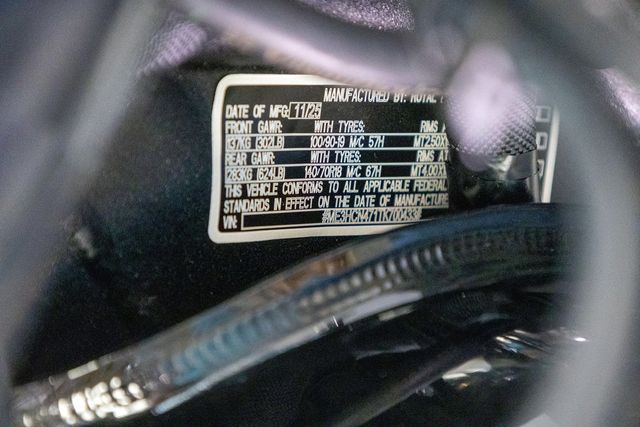 MANUFACTURED BY: ROYAL
DATE OF MFG: 11/25
FRONT GAWR: WITH TYRES: RIMS
137KG (302LB) 100/90-19 M/C 57H MT2.50X
REAR GAWR: WITH TYRES: RIMS
283KG (624LB) 140/70R18 M/C 67H MT4.00X
THIS VEHICLE CONFORMS TO ALL APPLICABLE FEDERAL
STANDARDS IN EFFECT ON THE DATE OF MANUFACTURE
VIN: